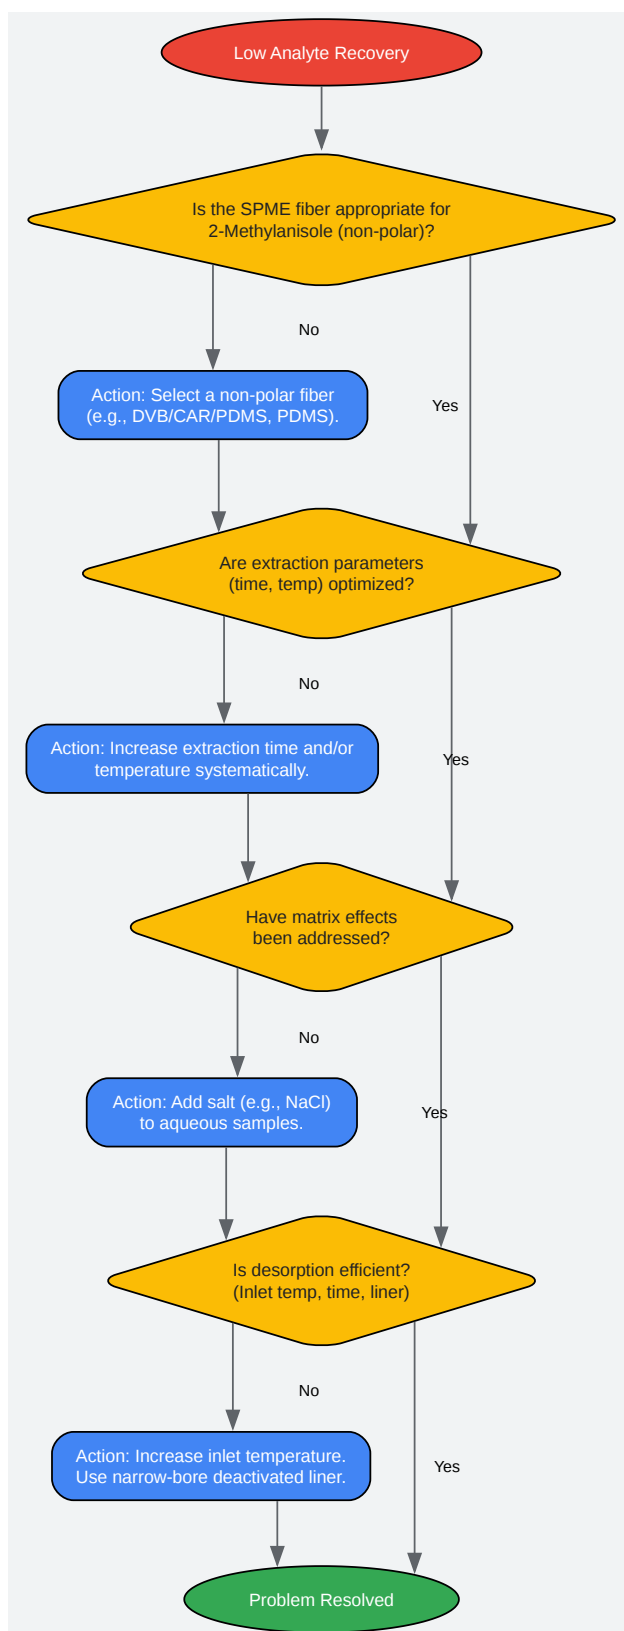 Low Analyte Recovery
Is the SPME fiber appropriate for
2-Methylanisole (non-polar)?
No
Action: Select a non-polar fiber
(e.g., DVB/CAR/PDMS, PDMS).
Yes
Are extraction parameters
(time, temp) optimized?
No
Action: Increase extraction time and/or
temperature systematically.
Yes
Have matrix effects
been addressed?
No
Action: Add salt (e.g., NaCl)
to aqueous samples.
Yes
Is desorption efficient?
(Inlet temp, time, liner)
No
Action: Increase inlet temperature.
Use narrow-bore deactivated liner.
Yes
Problem Resolved